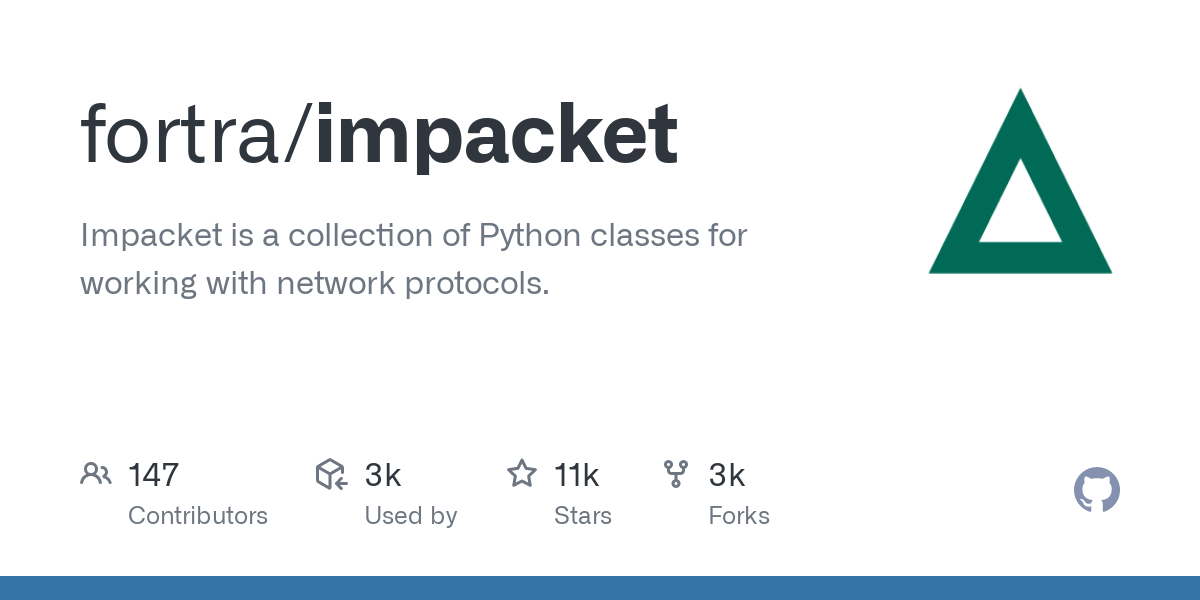 fortra/impacket
Impacket is a collection of Python classes for
working with network protocols.
147
Contributors
3k
Used by
11k
Stars
3k
Forks